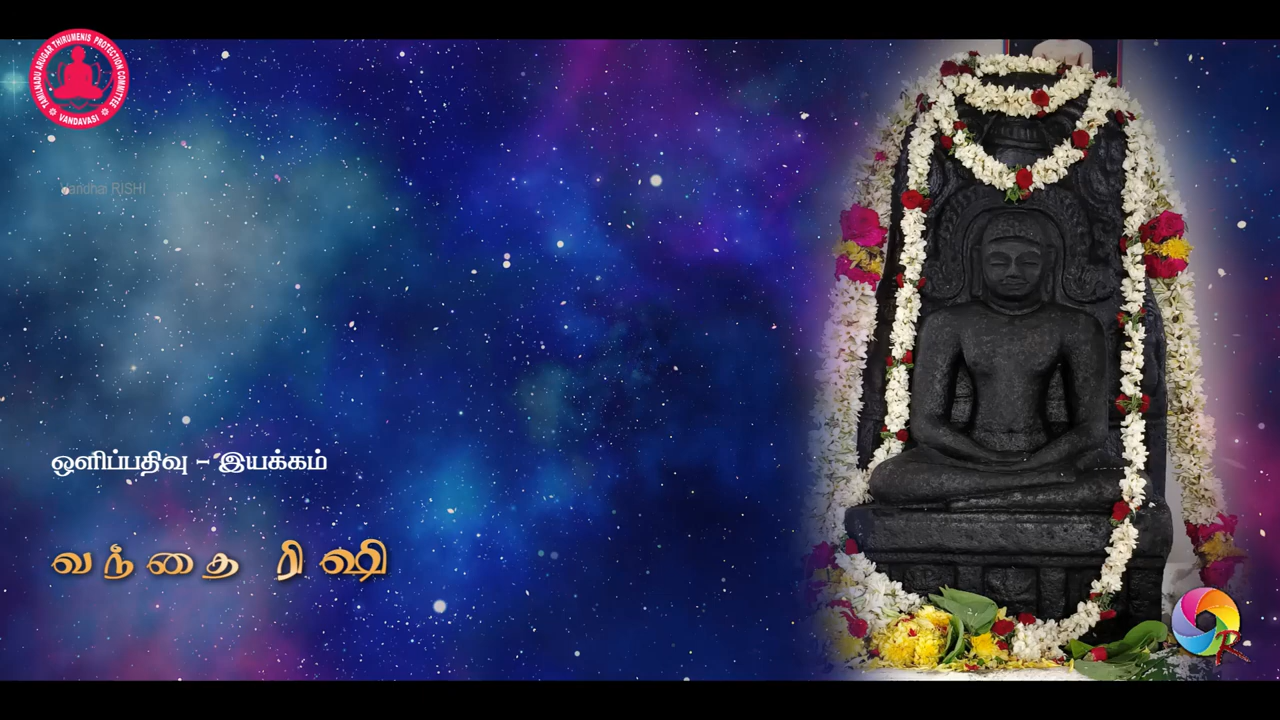 TAMILNADU ARUGAR THIRUMENIS PROTECTION COMMITTEE
VANDAVASI
Vandhai RISHI
ஒளிப்பதிவு – இயக்கம்
வந்தை ரிஷி